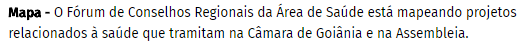 Mapa - O Fórum de Conselhos Regionais da Área de Saúde está mapeando projetos
relacionados à saúde que tramitam na Câmara de Goiânia e na Assembleia.